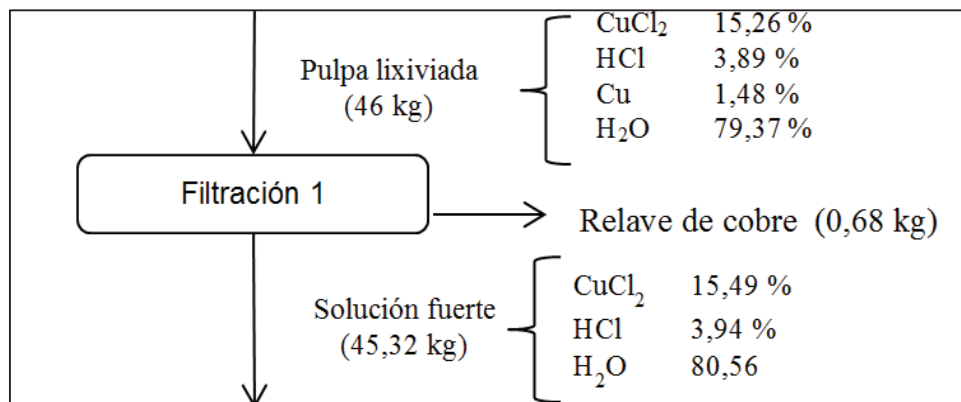 CuCl₂ 15,26 %
HCl 3,89 %
Cu 1,48 %
H₂O 79,37 %
Pulpa lixiviada
(46 kg)
Filtración 1
Relave de cobre (0,68 kg)
Solución fuerte
(45,32 kg)
CuCl₂ 15,49 %
HCl 3,94 %
H₂O 80,56